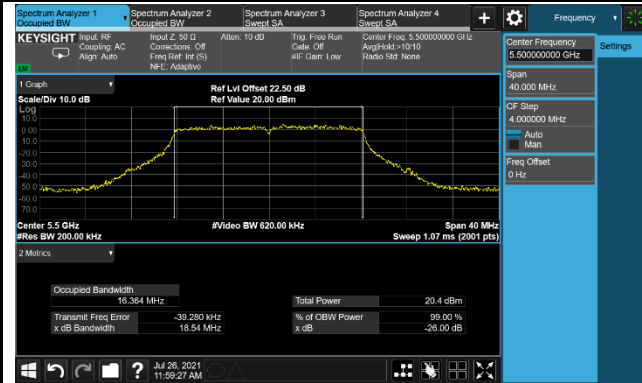 Spectrum Analyzer 1
Occupied BW
Spectrum Analyzer 2
Occupied BW
Spectrum Analyzer 3
Swept SA
Spectrum Analyzer 4
Swept SA
Frequency
KEYSIGHT
Input: RF
Coupling: AC
Align: Auto
Input Z: 50 Ω
Corrections: Off
Freq Ref: Int (S)
NFE: Adaptive
Atten: 10 dB
Trig: Free Run
Gate: Off
#IF Gain: Low
Center Freq: 5.500000000 GHz
Avg|Hold:>10/10
Radio Std: None
Center Frequency
5.500000000 GHz
Settings
Span
40.000 MHz
CF Step
4.000000 MHz
Auto
Man
Freq Offset
0 Hz
1 Graph
Scale/Div 10.0 dB
Ref Lvl Offset 22.50 dB
Ref Value 20.00 dBm
Log
10.0
0.00
-10.0
-20.0
-30.0
-40.0
-50.0
-60.0
-70.0
Center 5.5 GHz
#Res BW 200.00 kHz
#Video BW 620.00 kHz
Span 40 MHz
Sweep 1.07 ms (2001 pts)
2 Metrics
Occupied Bandwidth
16.364 MHz
Total Power 20.4 dBm
Transmit Freq Error -39.280 kHz
% of OBW Power 99.00 %
x dB Bandwidth 18.54 MHz
x dB -26.00 dB
Jul 26, 2021
11:59:27 AM